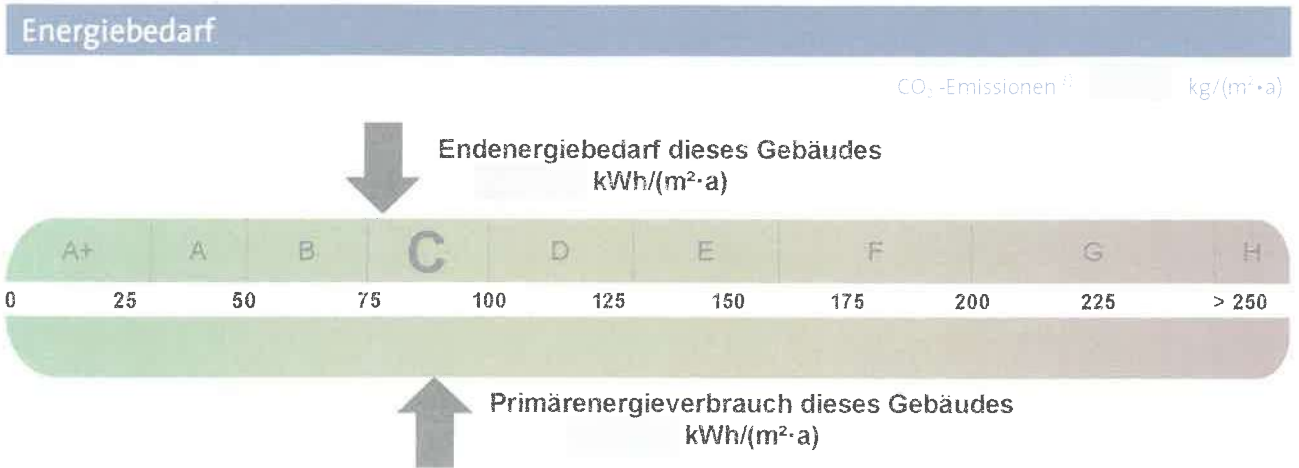 Energiebedarf
CO₂-Emissionen kg/(m²·a)
Endenergiebedarf dieses Gebäudes
kWh/(m²·a)
A+ A B C D E F G H
0 25 50 75 100 125 150 175 200 225 > 250
Primärenergieverbrauch dieses Gebäudes
kWh/(m²·a)